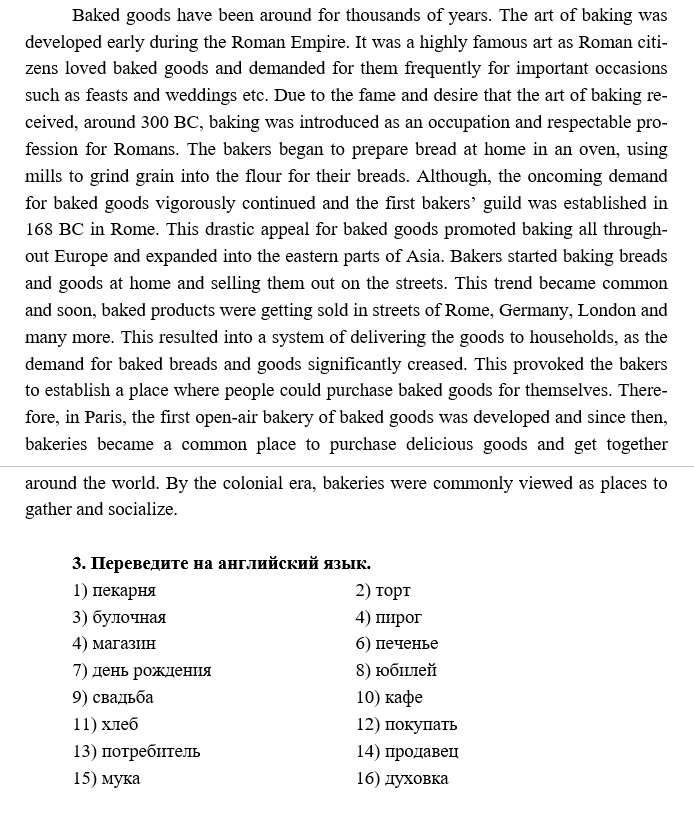 Baked goods have been around for thousands of years. The art of baking was
developed early during the Roman Empire. It was a highly famous art as Roman citi-
zens loved baked goods and demanded for them frequently for important occasions
such as feasts and weddings etc. Due to the fame and desire that the art of baking re-
ceived, around 300 BC, baking was introduced as an occupation and respectable pro-
fession for Romans. The bakers began to prepare bread at home in an oven, using
mills to grind grain into the flour for their breads. Although, the oncoming demand
for baked goods vigorously continued and the first bakers’ guild was established in
168 BC in Rome. This drastic appeal for baked goods promoted baking all through-
out Europe and expanded into the eastern parts of Asia. Bakers started baking breads
and goods at home and selling them out on the streets. This trend became common
and soon, baked products were getting sold in streets of Rome, Germany, London and
many more. This resulted into a system of delivering the goods to households, as the
demand for baked breads and goods significantly creased. This provoked the bakers
to establish a place where people could purchase baked goods for themselves. There-
fore, in Paris, the first open-air bakery of baked goods was developed and since then,
bakeries became a common place to purchase delicious goods and get together
around the world. By the colonial era, bakeries were commonly viewed as places to
gather and socialize.
3. Переведите на английский язык.
1) пекарня 2) торт
3) булочная 4) пирог
4) магазин 6) печенье
7) день рождения 8) юбилей
9) свадьба 10) кафе
11) хлеб 12) покупать
13) потребитель 14) продавец
15) мука 16) духовка